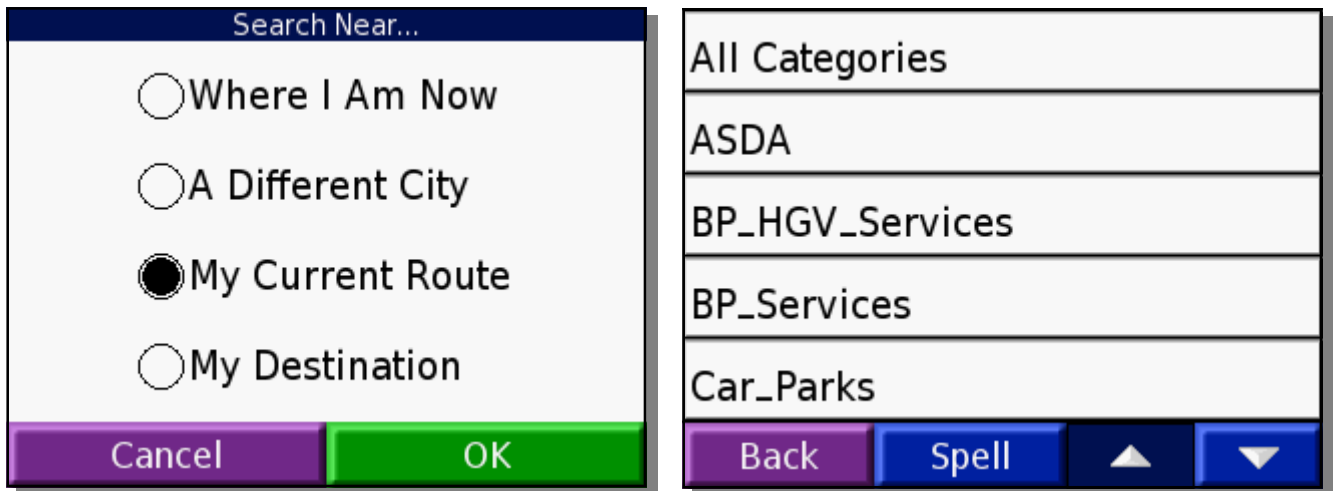 Search Near...
Where I Am Now
A Different City
My Current Route
My Destination
Cancel
OK
All Categories
ASDA
BP_HGV_Services
BP_Services
Car_Parks
Back
Spell